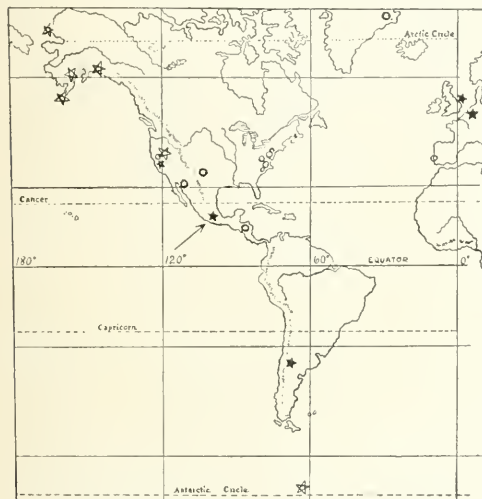 Arctic Circle
Cancer
180°
120°
60°
EQUATOR
0°
Capricorn
Antarctic Circle